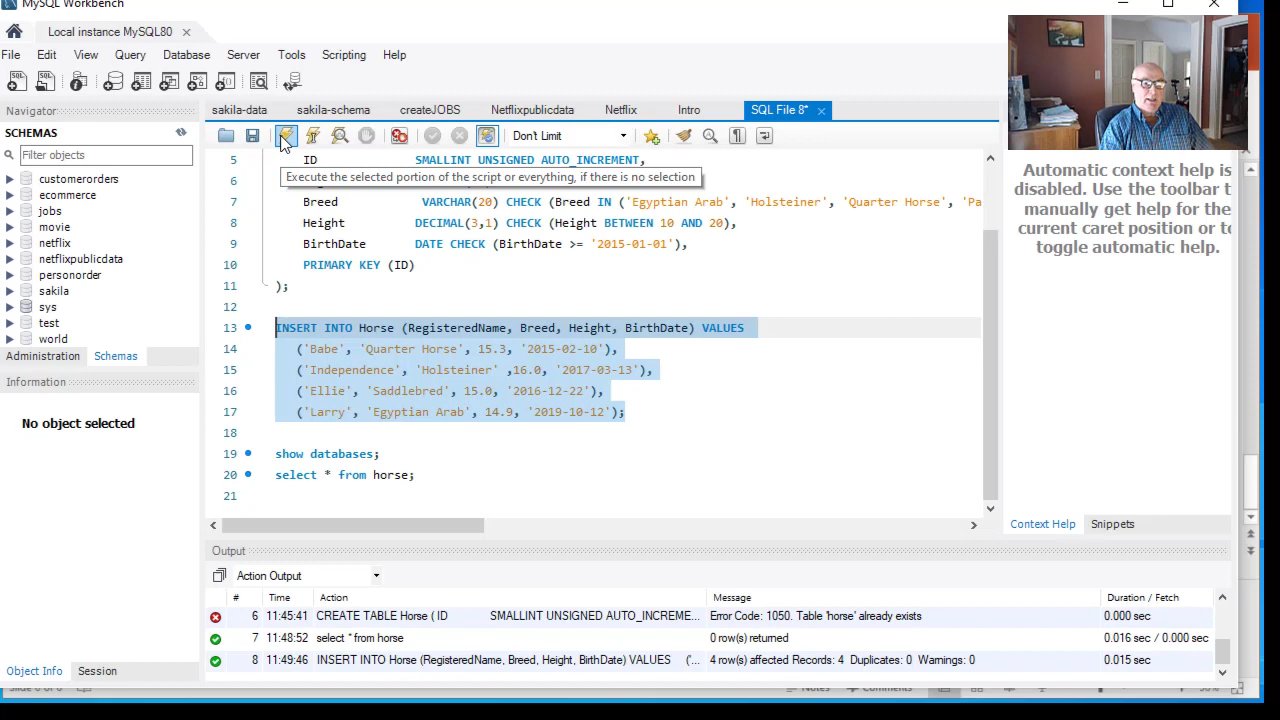 MySQL Workbench
Local instance MySQL80
File Edit View Query Database Server Tools Scripting Help
Navigator
SCHEMAS
Filter objects
customerorders
ecommerce
jobs
movie
netflix
netflixpublicdata
personorder
sakila
sys
test
world
Administration Schemas
Information
No object selected
Object Info Session
sakila-data sakila-schema createJOBS Netflixpublicdata Netflix Intro SQL File 8*
Don't Limit
5 ID SMALLINT UNSIGNED AUTO_INCREMENT,
Execute the selected portion of the script or everything, if there is no selection
6
7 Breed VARCHAR(20) CHECK (Breed IN ('Egyptian Arab', 'Holsteiner', 'Quarter Horse', 'Pa
8 Height DECIMAL(3,1) CHECK (Height BETWEEN 10 AND 20),
9 BirthDate DATE CHECK (BirthDate >= '2015-01-01'),
10 PRIMARY KEY (ID)
11 );
12
13 INSERT INTO Horse (RegisteredName, Breed, Height, BirthDate) VALUES
14 ('Babe', 'Quarter Horse', 15.3, '2015-02-10'),
15 ('Independence', 'Holsteiner' ,16.0, '2017-03-13'),
16 ('Ellie', 'Saddlebred', 15.0, '2016-12-22'),
17 ('Larry', 'Egyptian Arab', 14.9, '2019-10-12');
18
19 show databases;
20 select * from horse;
21
Automatic context help is
disabled. Use the toolbar t
manually get help for the
current caret position or to
toggle automatic help.
Context Help Snippets
Output
Action Output
# Time Action Message Duration / Fetch
6 11:45:41 CREATE TABLE Horse ( ID SMALLINT UNSIGNED AUTO_INCREME... Error Code: 1050. Table 'horse' already exists 0.000 sec
7 11:48:52 select * from horse 0 row(s) returned 0.016 sec / 0.000 sec
8 11:49:46 INSERT INTO Horse (RegisteredName, Breed, Height, BirthDate) VALUES ('... 4 row(s) affected Records: 4 Duplicates: 0 Warnings: 0 0.015 sec
Notes Comments